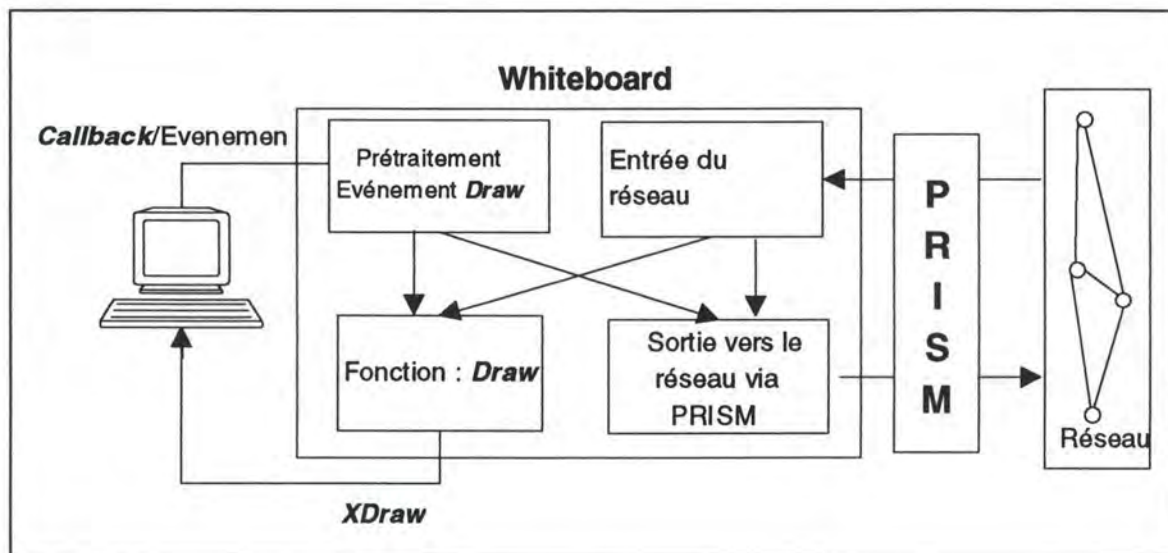 Whiteboard
Callback/Evenemen
Prétraitement
Evénement Draw
Entrée du
réseau
Fonction : Draw
Sortie vers le
réseau via
PRISM
XDraw
P
R
I
S
M
Réseau